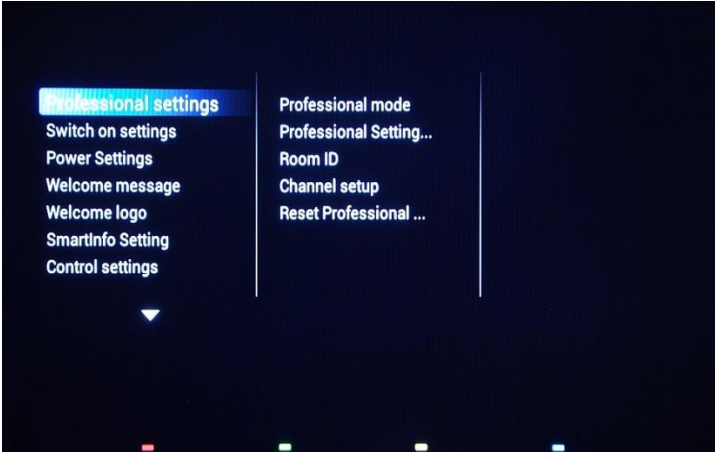 Professional settings
Switch on settings
Power Settings
Welcome message
Welcome logo
SmartInfo Setting
Control settings
Professional mode
Professional Setting...
Room ID
Channel setup
Reset Professional ...